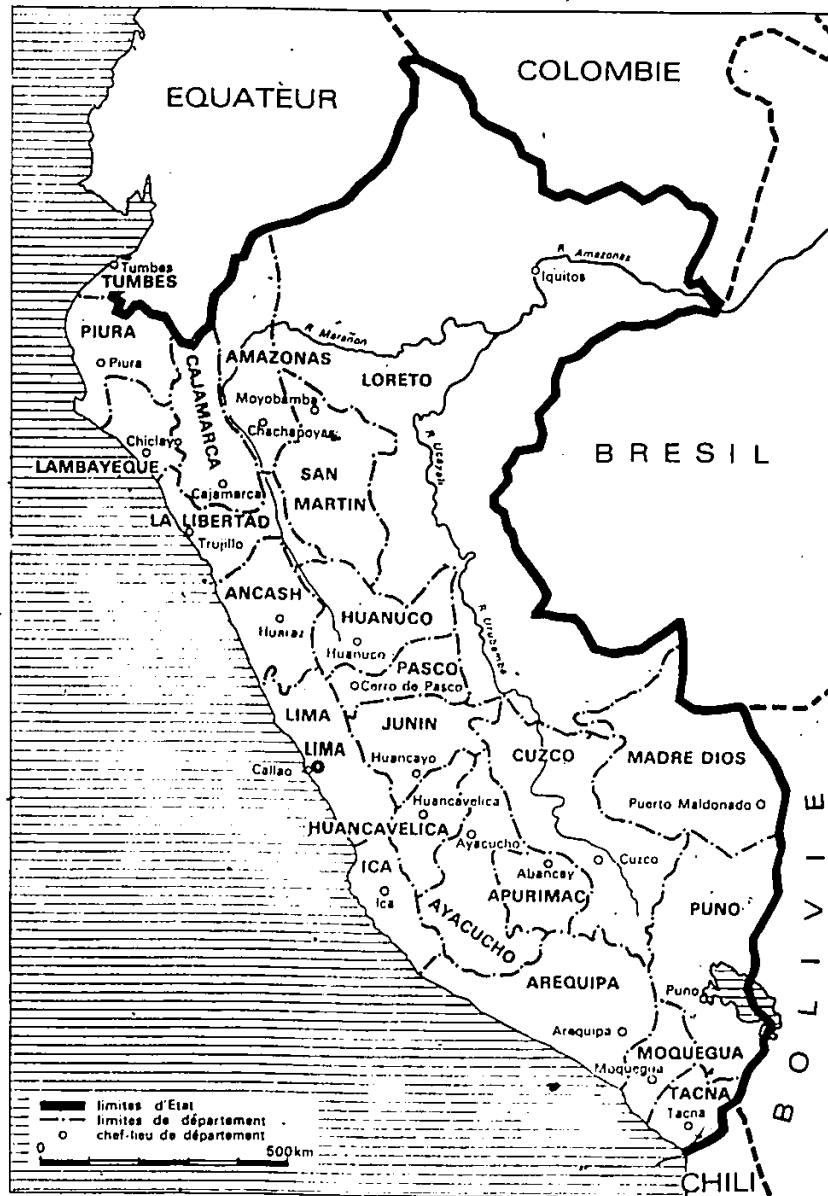 COLOMBIE
EQUATEUR
R. Amazonas
Iquitos
Tumbes
TUMBES
PIURA
Piura
R. Marañon
AMAZONAS
CAJAMARCA
LORETO
Moyobamba
Chachapoyas
R. Ucayali
BRESIL
Chiclayo
LAMBAYEQUE
SAN
MARTIN
Cajamarca
LA LIBERTAD
Trujillo
ANCASH
Huaraz
HUANUCO
Huanuco
R. Urubamba
PASCO
Cerro de Pasco
LIMA
JUNIN
LIMA
Callao
CUZCO
MADRE DIOS
Huancayo
Puerto Maldonado
Huancavelica
HUANCAVELICA
Ayacucho
Cuzco
ICA
Abancay
Ica
APURIMAC
AYACUCHO
PUNO
BOLIVIE
AREQUIPA
Puno
Arequipa
MOQUEGUA
Moquegua
TACNA
Tacna
limites d'Etat
limites de département
chef-lieu de département
0 500km
CHILI